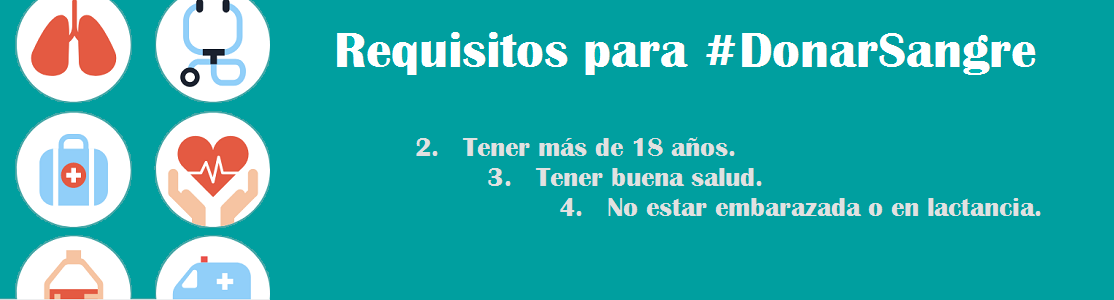 Requisitos para #DonarSangre
2. Tener más de 18 años.
3. Tener buena salud.
4. No estar embarazada o en lactancia.